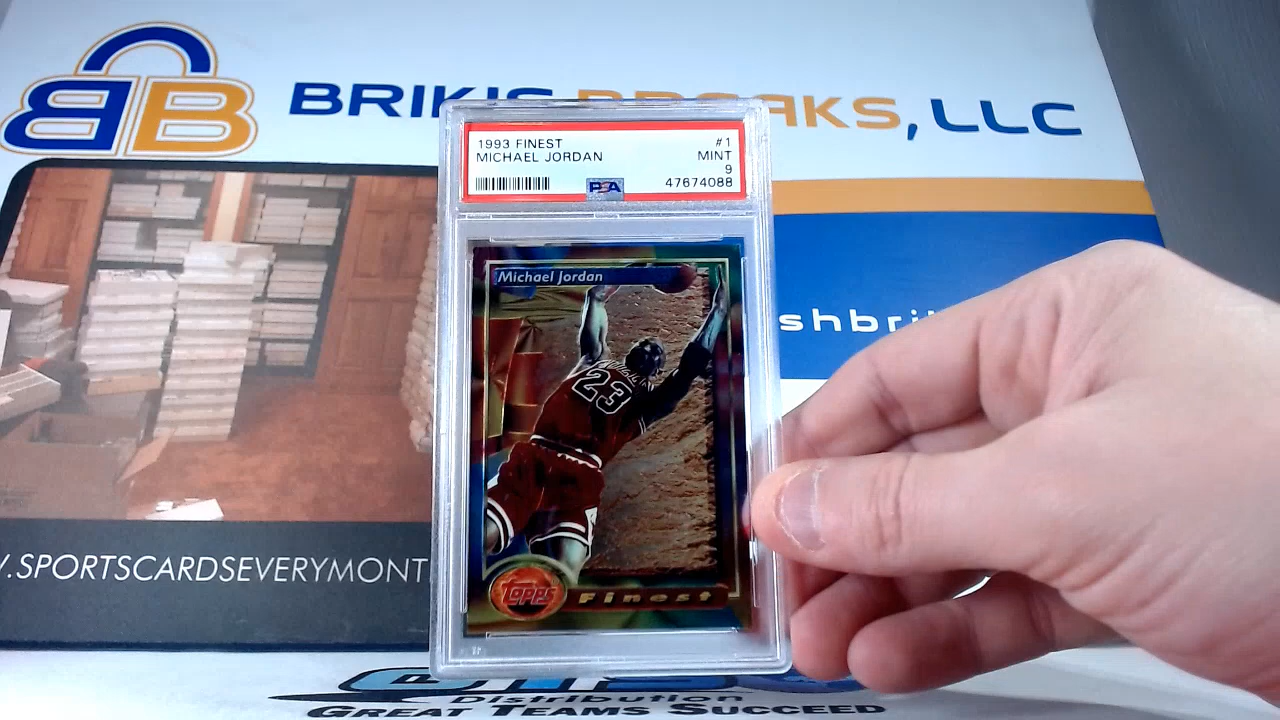 BB
BRIKIS BREAKS, LLC
1993 FINEST #1
MICHAEL JORDAN MINT
9
PSA 47674088
Michael Jordan
23
shbri
.SPORTSCARDSEVERYMONT
Topps Finest
Distribution
GREAT TEAMS SUCCEED